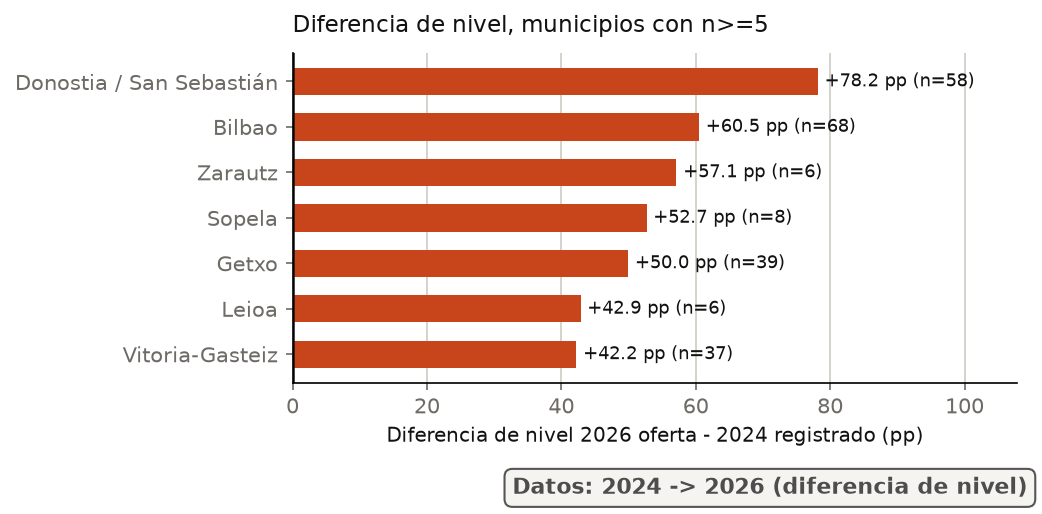 Diferencia de nivel, municipios con n>=5
Donostia / San Sebastián +78.2 pp (n=58)
Bilbao +60.5 pp (n=68)
Zarautz +57.1 pp (n=6)
Sopela +52.7 pp (n=8)
Getxo +50.0 pp (n=39)
Leioa +42.9 pp (n=6)
Vitoria-Gasteiz +42.2 pp (n=37)
0 20 40 60 80 100
Diferencia de nivel 2026 oferta - 2024 registrado (pp)
Datos: 2024 -> 2026 (diferencia de nivel)